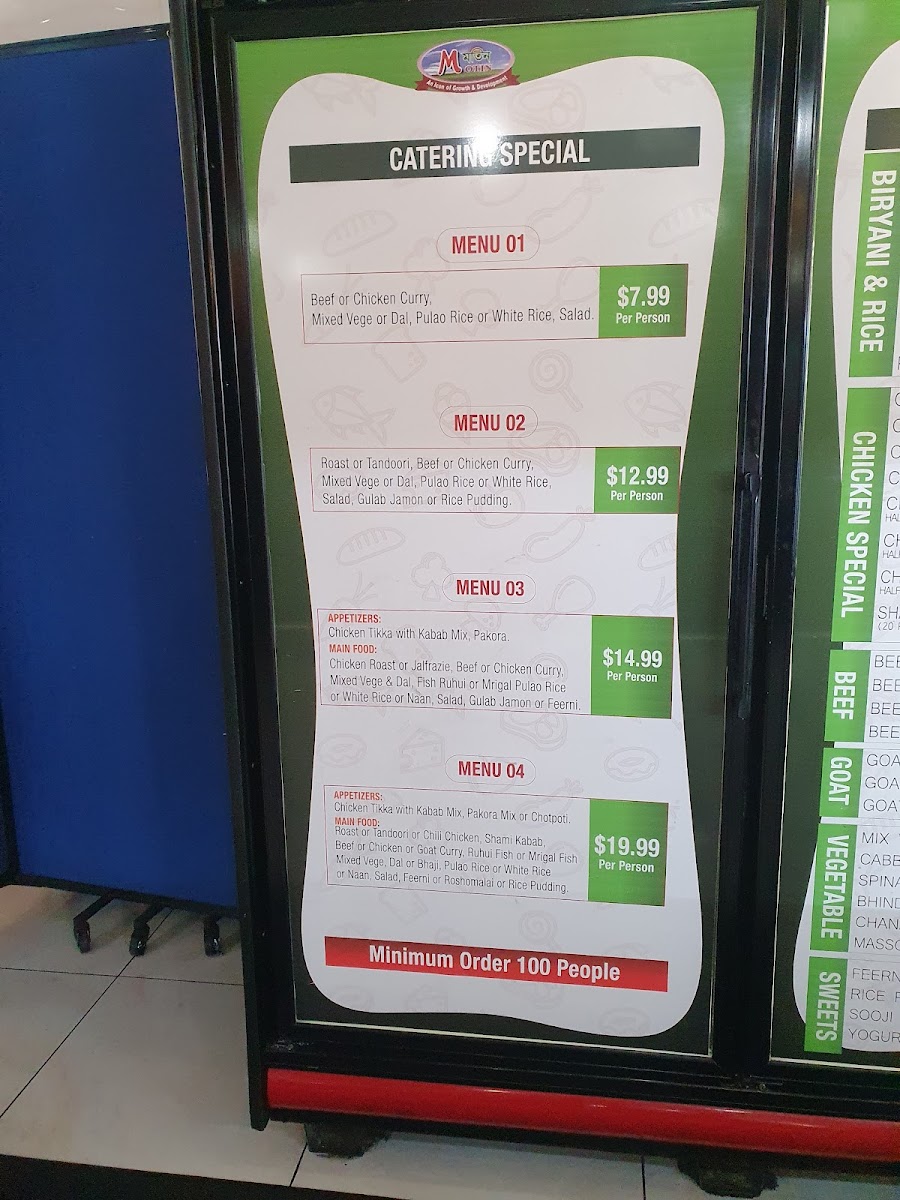 M মতিন
OTIN
An Icon of Growth & Development
CATERING SPECIAL
MENU 01
Beef or Chicken Curry,
Mixed Vege or Dal, Pulao Rice or White Rice, Salad.
$7.99
Per Person
MENU 02
Roast or Tandoori, Beef or Chicken Curry,
Mixed Vege or Dal, Pulao Rice or White Rice,
Salad, Gulab Jamon or Rice Pudding.
$12.99
Per Person
MENU 03
APPETIZERS:
Chicken Tikka with Kabab Mix, Pakora.
MAIN FOOD:
Chicken Roast or Jalfrazie, Beef or Chicken Curry,
Mixed Vege & Dal, Fish Ruhui or Mrigal Pulao Rice
or White Rice or Naan, Salad, Gulab Jamon or Feerni.
$14.99
Per Person
MENU 04
APPETIZERS:
Chicken Tikka with Kabab Mix, Pakora Mix or Chotpoti.
MAIN FOOD:
Roast or Tandoori or Chili Chicken, Shami Kabab,
Beef or Chicken or Goat Curry, Ruhui Fish or Mrigal Fish
Mixed Vege, Dal or Bhaji, Pulao Rice or White Rice
or Naan, Salad, Feerni or Roshomalai or Rice Pudding.
$19.99
Per Person
Minimum Order 100 People
BIRYANI & RICE
CHICKEN SPECIAL
BEEF
GOAT
VEGETABLE
MIX
SWEETS
RICE
SOOJI